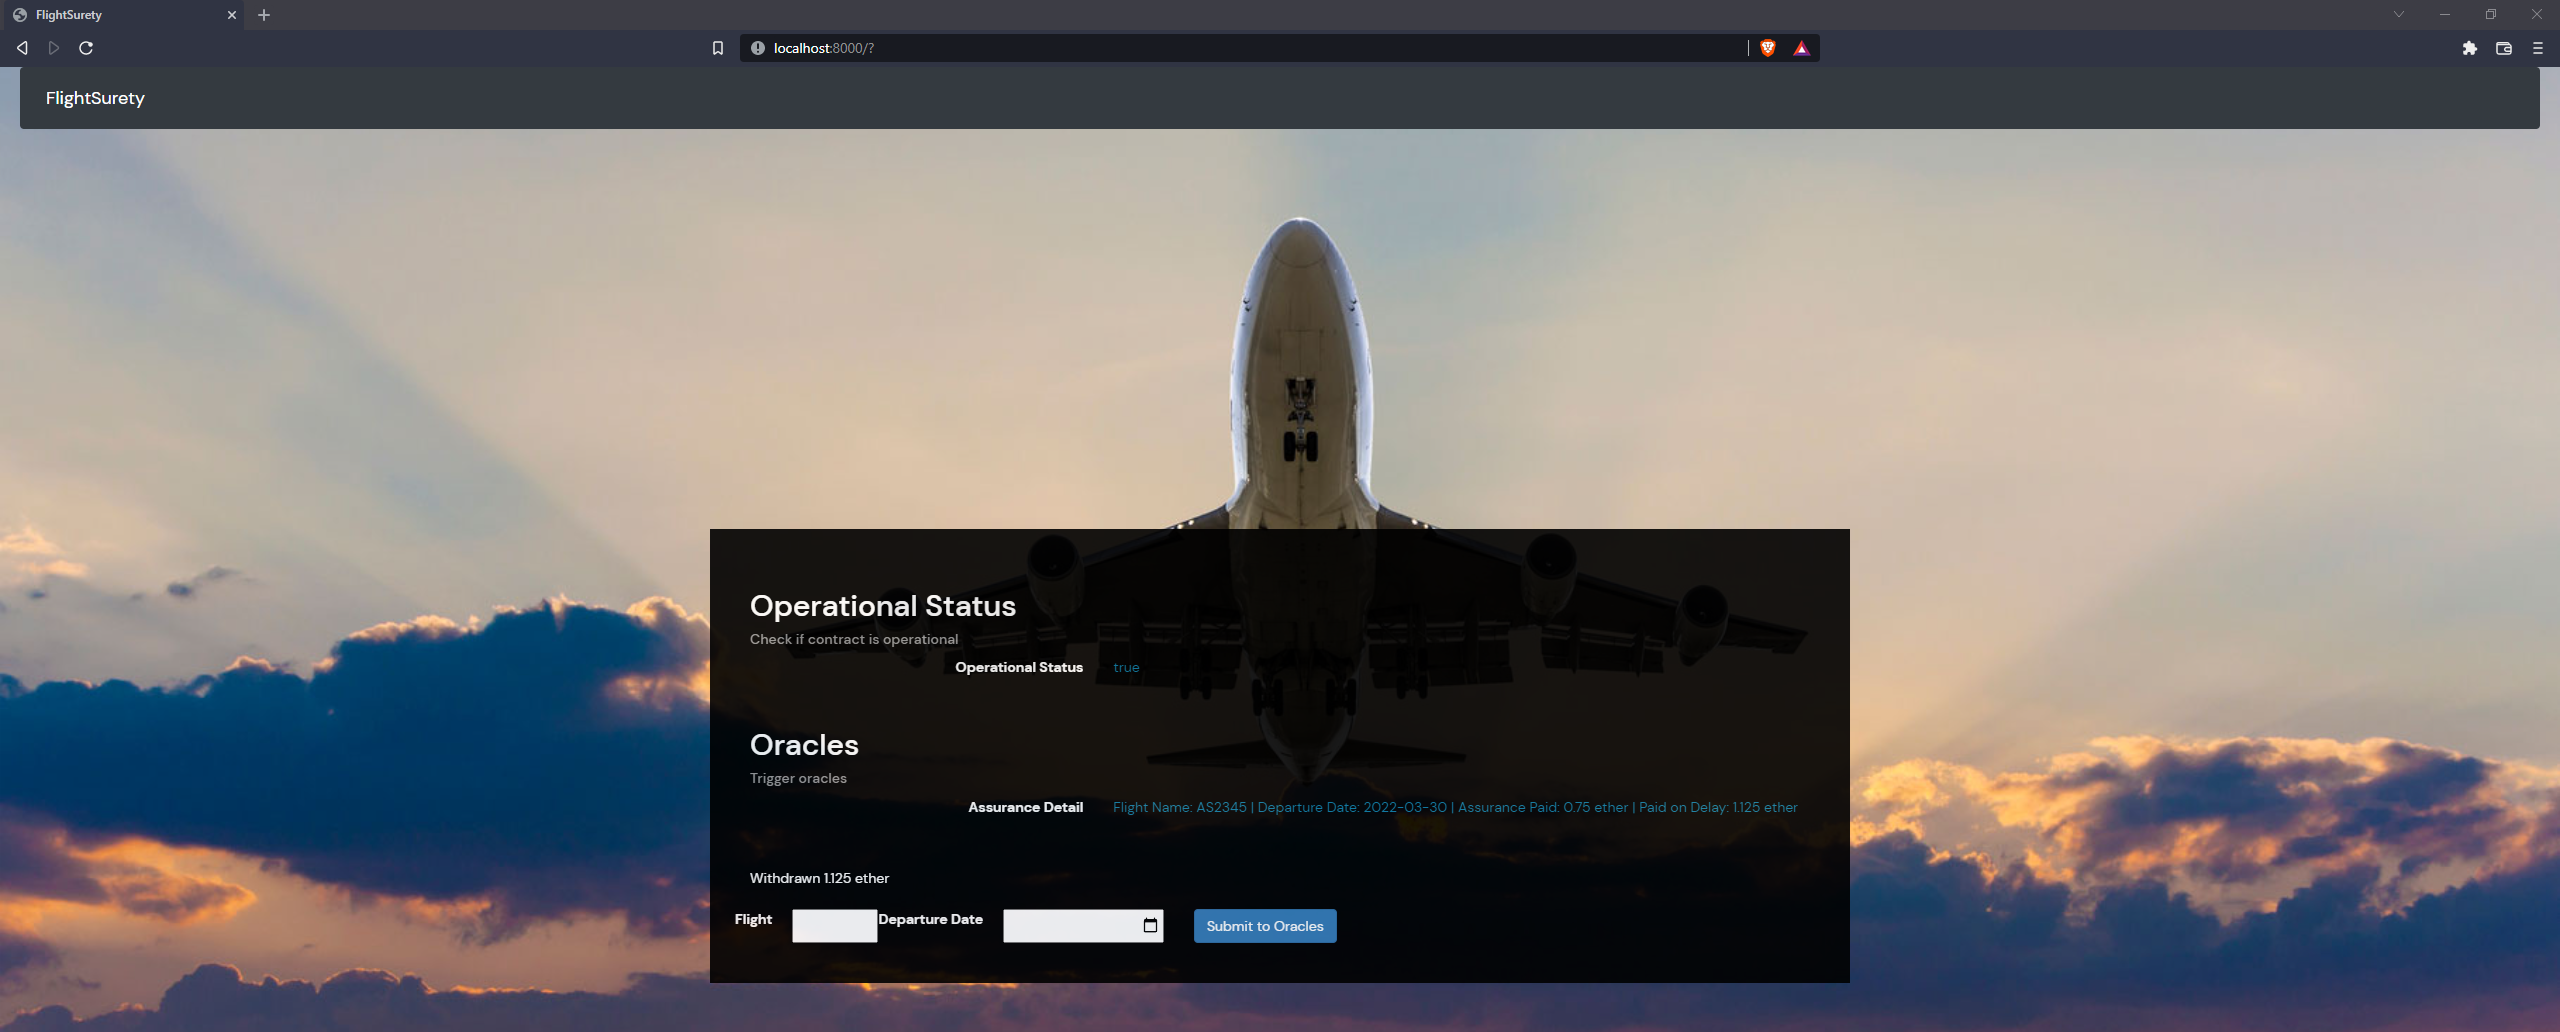 FlightSurety
localhost:8000/?
FlightSurety
Operational Status
Check if contract is operational
Operational Status true
Oracles
Trigger oracles
Assurance Detail Flight Name: AS2345 | Departure Date: 2022-03-30 | Assurance Paid: 0.75 ether | Paid on Delay: 1.125 ether
Withdrawn 1.125 ether
Flight Departure Date Submit to Oracles